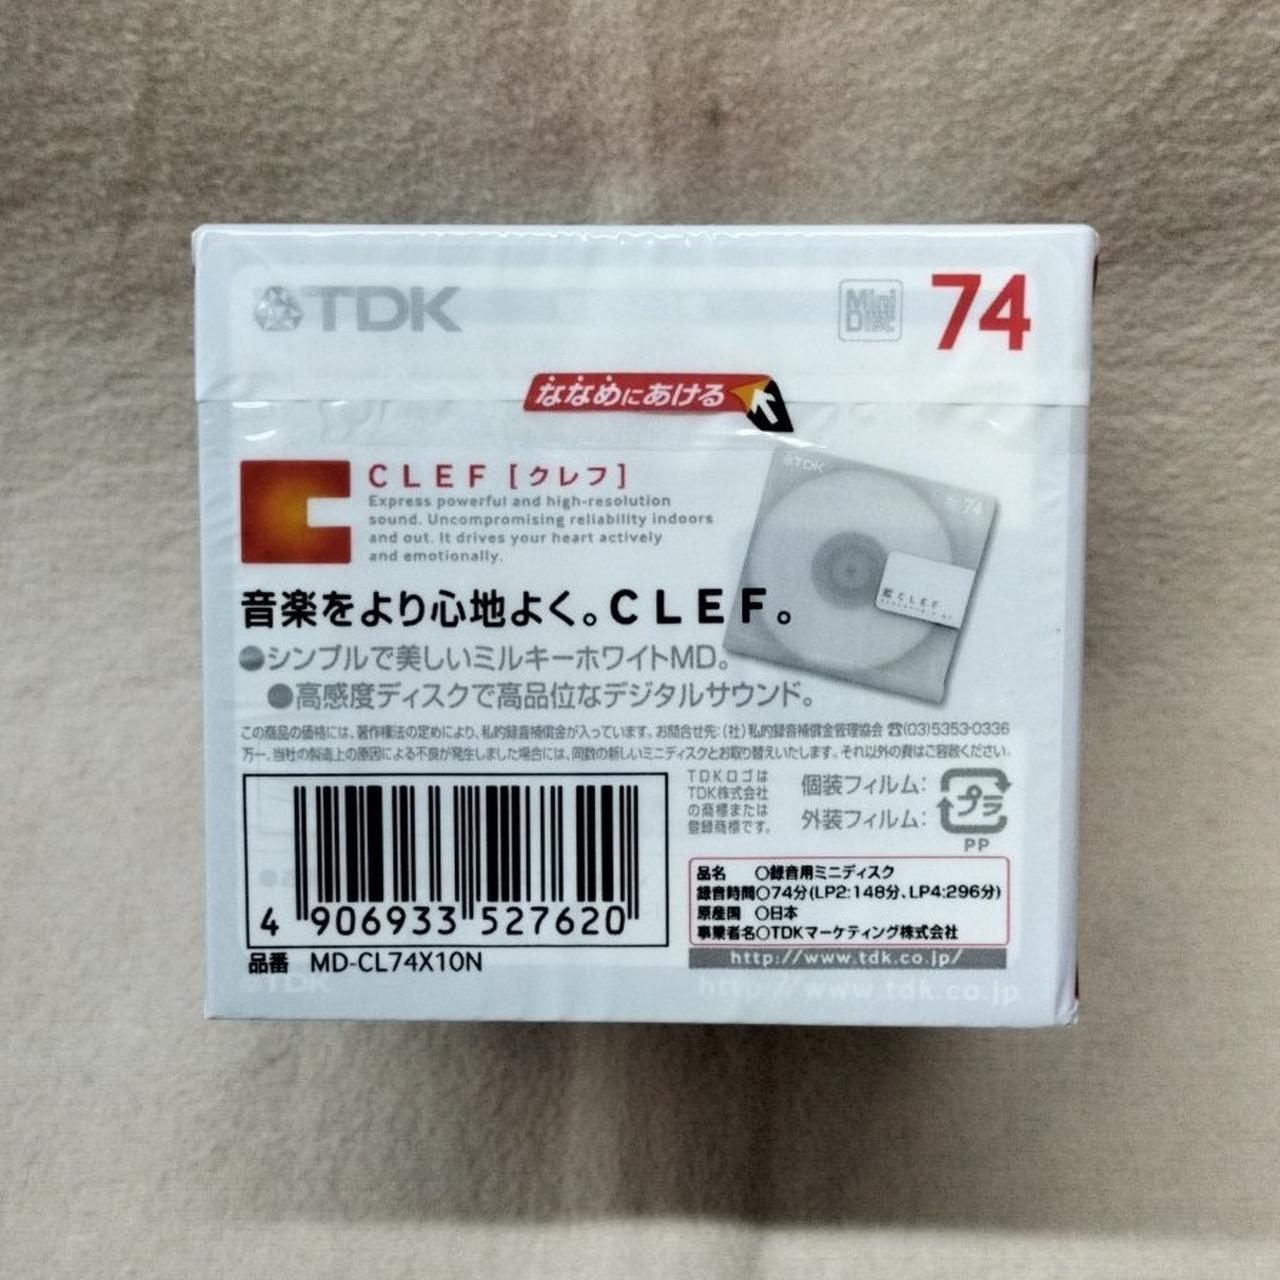 TDK
Mini Disc
74
ななめにあける
CLEF [クレフ]
Express powerful and high-resolution
sound. Uncompromising reliability indoors
and out. It drives your heart actively
and emotionally.
TDK
74
CLEF
音楽をより心地よく。CLEF。
●シンプルで美しいミルキーホワイトMD。
●高感度ディスクで高品位なデジタルサウンド。
この商品の価格には、著作権法の定めにより、私的録音補償金が入っています。お問合せ先:(社)私的録音補償金管理協会 ☎(03)5353-0336
万一、当社の製造上の原因による不良が発生しました場合には、同数の新しいミニディスクとお取り替えいたします。それ以外の責はご容赦ください。
TDKロゴは
TDK株式会社
の商標または
登録商標です。
個装フィルム:
外装フィルム:
プラ
PP
4 906933 527620
品番 MD-CL74X10N
品名 ○録音用ミニディスク
録音時間○74分(LP2:148分、LP4:296分)
原産国 ○日本
事業者名○TDKマーケティング株式会社
http://www.tdk.co.jp/
TDK
http://www.tdk.co.jp